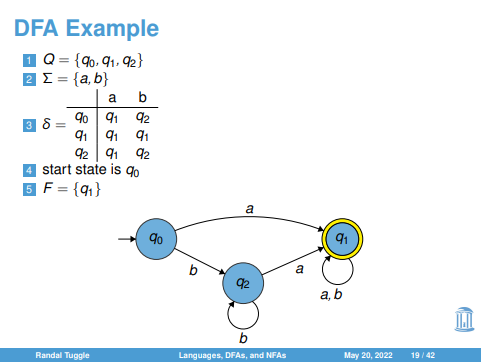 DFA Example
1 Q = {q₀, q₁, q₂}
2 Σ = {a, b}
a b
q₀ q₁ q₂
3 δ = q₁ q₁ q₁
q₂ q₁ q₂
4 start state is q₀
5 F = {q₁}
a
q₀ q₁
b q₂ a
a, b
b
Randal Tuggle Languages, DFAs, and NFAs May 20, 2022 19 / 42